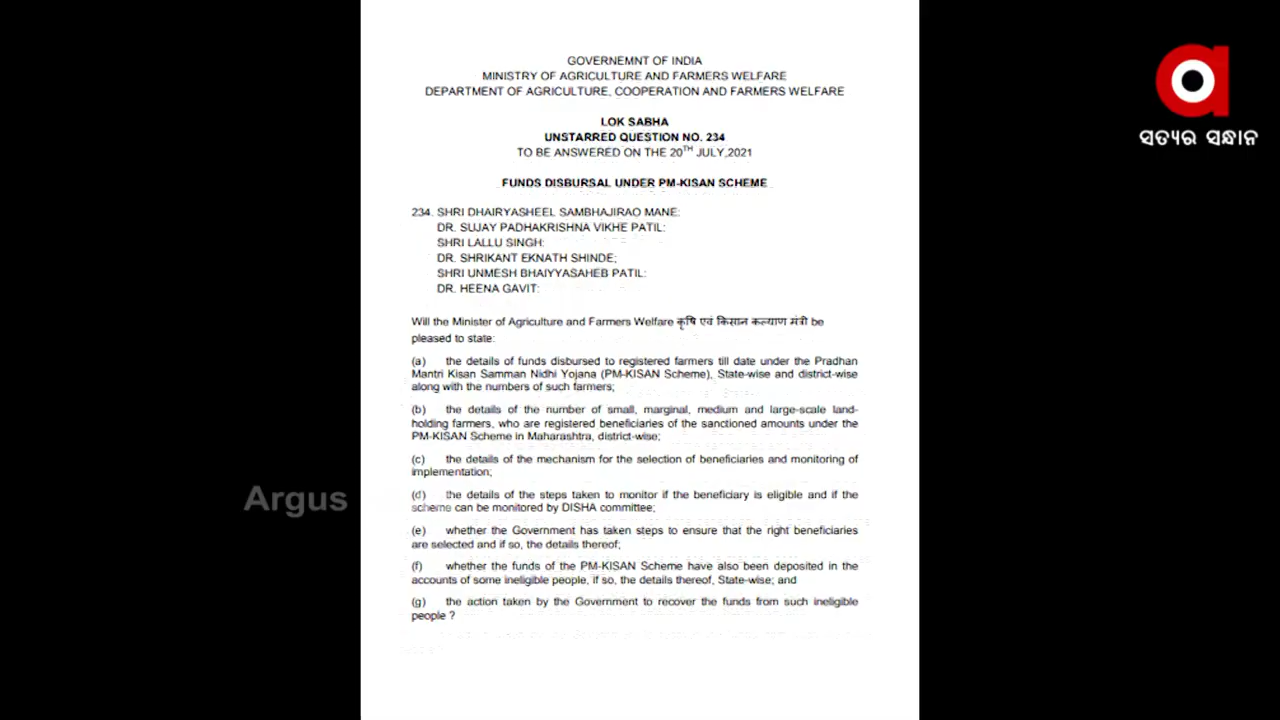 GOVERNEMNT OF INDIA
MINISTRY OF AGRICULTURE AND FARMERS WELFARE
DEPARTMENT OF AGRICULTURE, COOPERATION AND FARMERS WELFARE
LOK SABHA
UNSTARRED QUESTION NO. 234
TO BE ANSWERED ON THE 20TH JULY,2021
FUNDS DISBURSAL UNDER PM-KISAN SCHEME
234. SHRI DHAIRYASHEEL SAMBHAJIRAO MANE:
DR. SUJAY PADHAKRISHNA VIKHE PATIL:
SHRI LALLU SINGH:
DR. SHRIKANT EKNATH SHINDE;
SHRI UNMESH BHAIYYASAHEB PATIL:
DR. HEENA GAVIT:
Will the Minister of Agriculture and Farmers Welfare कृषि एवं किसान कल्याण मंत्री be
pleased to state:
(a) the details of funds disbursed to registered farmers till date under the Pradhan
Mantri Kisan Samman Nidhi Yojana (PM-KISAN Scheme), State-wise and district-wise
along with the numbers of such farmers;
(b) the details of the number of small, marginal, medium and large-scale land-
holding farmers, who are registered beneficiaries of the sanctioned amounts under the
PM-KISAN Scheme in Maharashtra, district-wise;
(c) the details of the mechanism for the selection of beneficiaries and monitoring of
implementation;
(d) the details of the steps taken to monitor if the beneficiary is eligible and if the
scheme can be monitored by DISHA committee;
(e) whether the Government has taken steps to ensure that the right beneficiaries
are selected and if so, the details thereof;
(f) whether the funds of the PM-KISAN Scheme have also been deposited in the
accounts of some ineligible people, if so, the details thereof, State-wise; and
(g) the action taken by the Government to recover the funds from such ineligible
people ?
Argus
a
ସତ୍ୟର ସନ୍ଧାନ